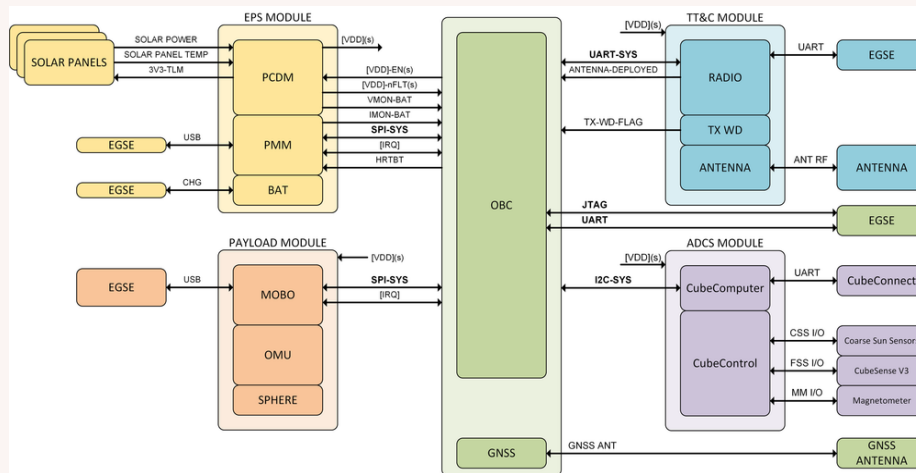 EPS MODULE
SOLAR PANELS
SOLAR POWER
SOLAR PANEL TEMP
3V3-TLM
PCDM
[VDD](s)
[VDD]-EN(s)
[VDD]-nFLT(s)
VMON-BAT
IMON-BAT
SPI-SYS
[IRQ]
HRTBT
EGSE
USB
PMM
EGSE
CHG
BAT
PAYLOAD MODULE
[VDD](s)
EGSE
USB
MOBO
SPI-SYS
[IRQ]
OMU
SPHERE
OBC
GNSS
TT&C MODULE
[VDD](s)
UART-SYS
ANTENNA-DEPLOYED
RADIO
UART
EGSE
TX-WD-FLAG
TX WD
ANTENNA
ANT RF
ANTENNA
JTAG
UART
EGSE
ADCS MODULE
[VDD](s)
I2C-SYS
CubeComputer
UART
CubeConnect
CubeControl
CSS I/O
Coarse Sun Sensor
FSS I/O
CubeSense V3
MM I/O
Magnetometer
GNSS ANT
GNSS
ANTENNA